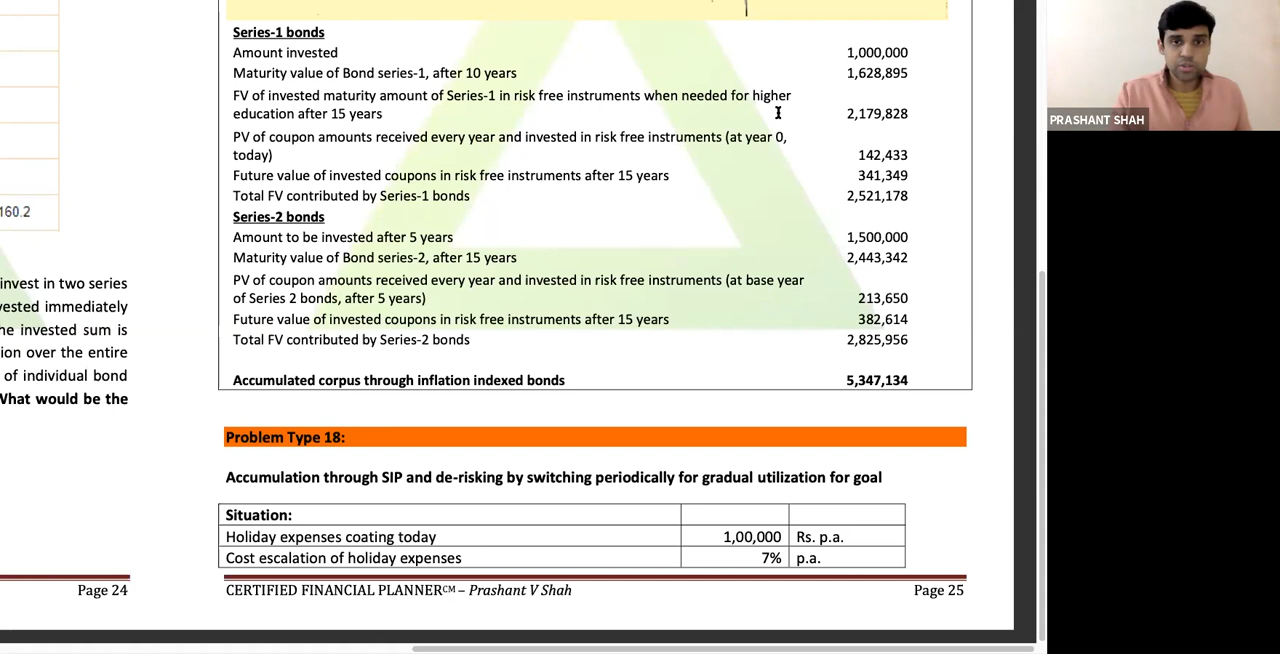 160.2
invest in two series
vested immediately
he invested sum is
ion over the entire
of individual bond
What would be the
Page 24
Series-1 bonds
Amount invested 1,000,000
Maturity value of Bond series-1, after 10 years 1,628,895
FV of invested maturity amount of Series-1 in risk free instruments when needed for higher
education after 15 years 2,179,828
PV of coupon amounts received every year and invested in risk free instruments (at year 0,
today) 142,433
Future value of invested coupons in risk free instruments after 15 years 341,349
Total FV contributed by Series-1 bonds 2,521,178
Series-2 bonds
Amount to be invested after 5 years 1,500,000
Maturity value of Bond series-2, after 15 years 2,443,342
PV of coupon amounts received every year and invested in risk free instruments (at base year
of Series 2 bonds, after 5 years) 213,650
Future value of invested coupons in risk free instruments after 15 years 382,614
Total FV contributed by Series-2 bonds 2,825,956
Accumulated corpus through inflation indexed bonds 5,347,134
Problem Type 18:
Accumulation through SIP and de-risking by switching periodically for gradual utilization for goal
Situation:
Holiday expenses coating today 1,00,000 Rs. p.a.
Cost escalation of holiday expenses 7% p.a.
CERTIFIED FINANCIAL PLANNERᶜᴹ – Prashant V Shah Page 25
PRASHANT SHAH